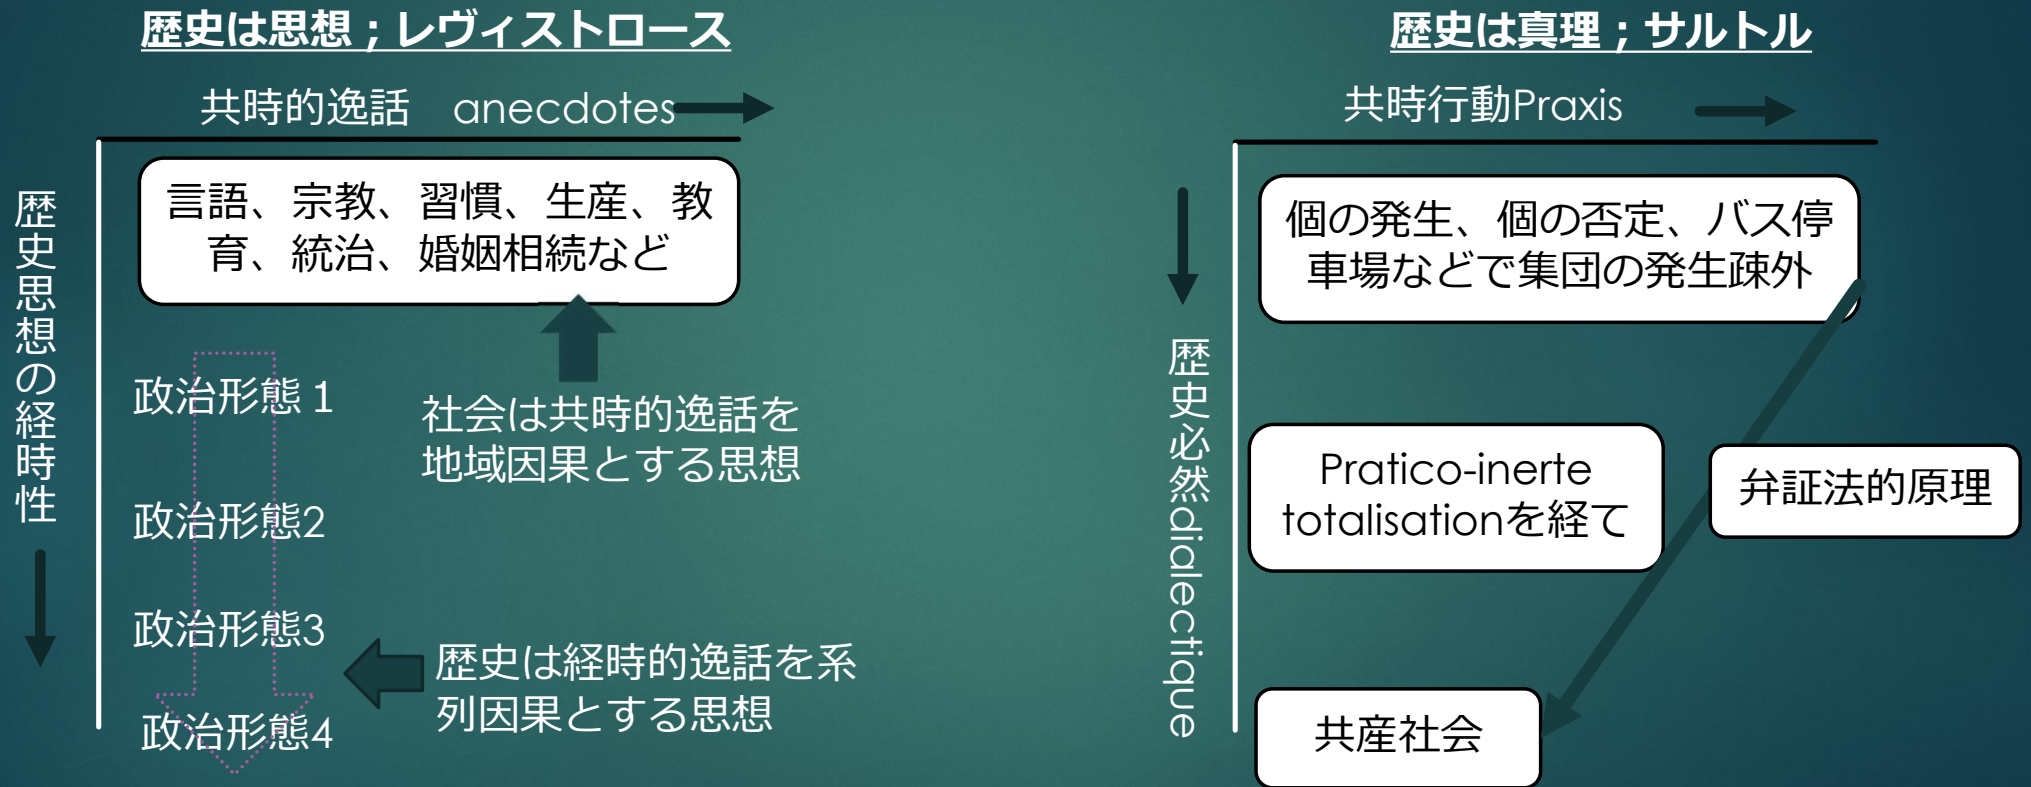 歴史は思想；レヴィストロース
共時的逸話　anecdotes
歴史思想の経時性
言語、宗教、習慣、生産、教
育、統治、婚姻相続など
政治形態１
政治形態2
政治形態3
政治形態4
社会は共時的逸話を
地域因果とする思想
歴史は経時的逸話を系
列因果とする思想
歴史は真理；サルトル
共時行動Praxis
歴史必然dialectique
個の発生、個の否定、バス停
車場などで集団の発生疎外
Pratico-inerte
totalisationを経て
弁証法的原理
共産社会